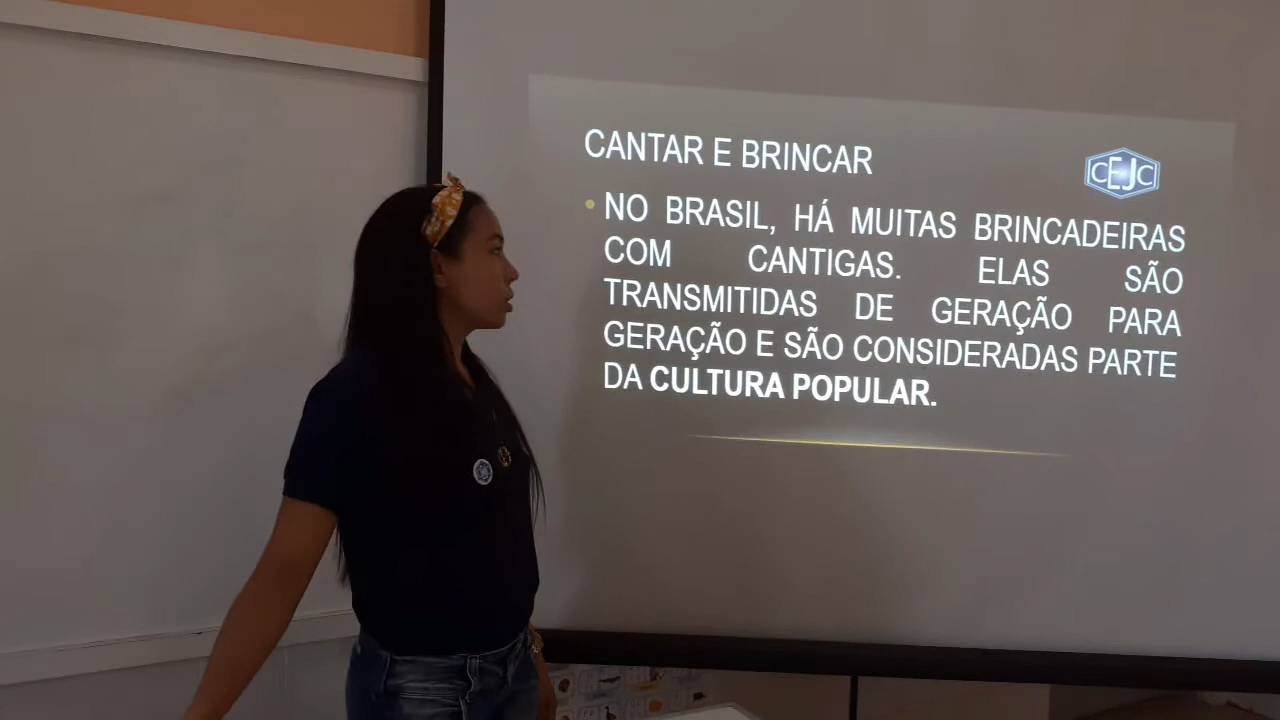 CANTAR E BRINCAR
CEJC
• NO BRASIL, HÁ MUITAS BRINCADEIRAS
COM CANTIGAS. ELAS SÃO
TRANSMITIDAS DE GERAÇÃO PARA
GERAÇÃO E SÃO CONSIDERADAS PARTE
DA CULTURA POPULAR.